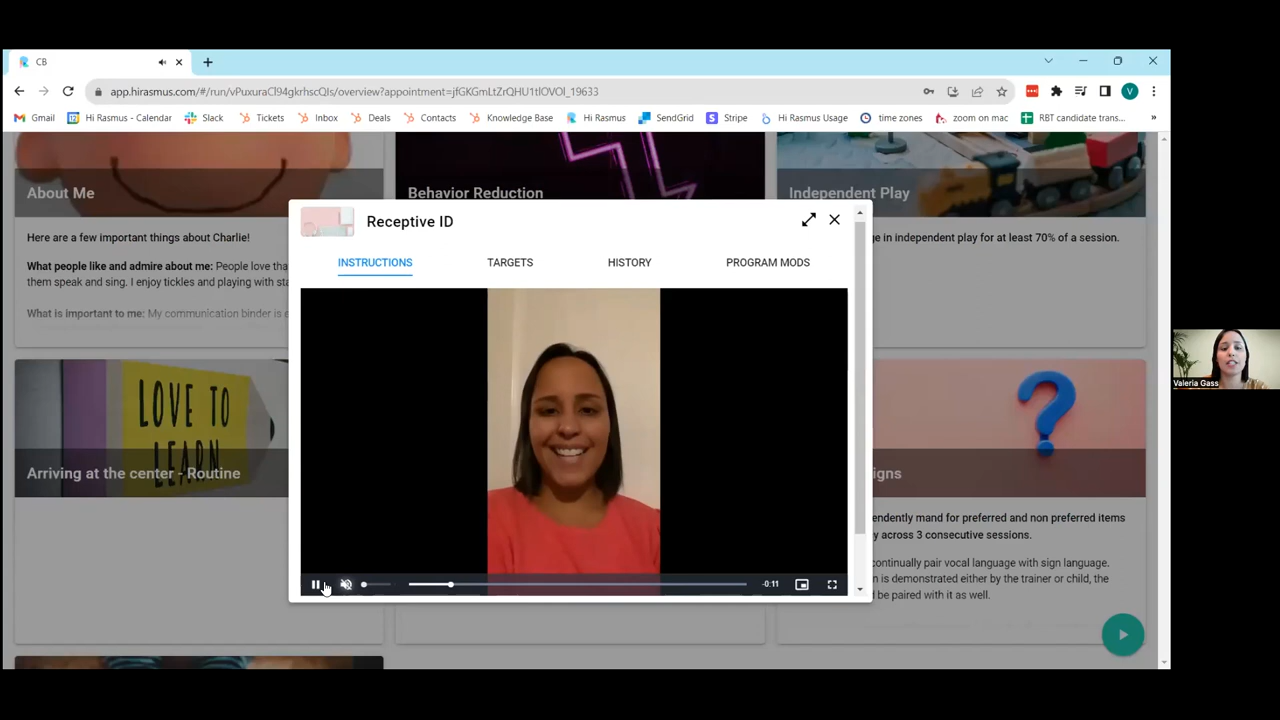 CB
app.hirasmus.com/#/run/vPuxuraCl94gkrhscQIs/overview?appointment=jfGKGmLtZrQHU1tlOVOl_19633
V
Gmail
Hi Rasmus - Calendar
Slack
Tickets
Inbox
Deals
Contacts
Knowledge Base
Hi Rasmus
SendGrid
Stripe
Hi Rasmus Usage
time zones
zoom on mac
RBT candidate trans...
»
About Me
Behavior Reduction
Independent Play
Here are a few important things about Charlie!
What people like and admire about me: People love tha
them speak and sing. I enjoy tickles and playing with sta
What is important to me: My communication binder is s
e in independent play for at least 70% of a session.
Receptive ID
INSTRUCTIONS
TARGETS
HISTORY
PROGRAM MODS
-0:11
Valeria Gass
LOVE TO
LEARN
Arriving at the center - Routine
igns
endently mand for preferred and non preferred items
y across 3 consecutive sessions.
continually pair vocal language with sign language.
n is demonstrated either by the trainer or child, the
d be paired with it as well.